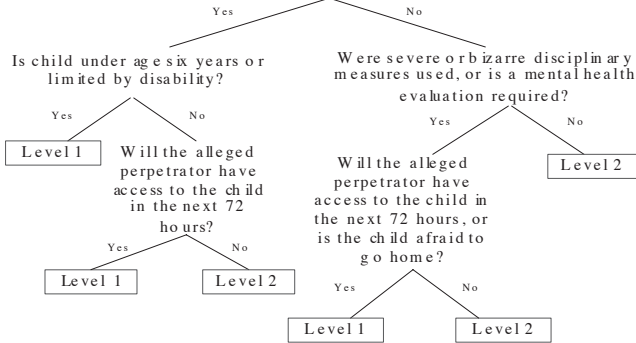 Yes
No
Is child under age six years or
limited by disability?
Were severe or bizarre disciplinary
measures used, or is a mental health
evaluation required?
Yes
No
Yes
No
Level 1
Will the alleged
perpetrator have
access to the child
in the next 72
hours?
Will the alleged
perpetrator have
access to the child in
the next 72 hours, or
is the child afraid to
go home?
Level 2
Yes
No
Level 1
Level 2
Yes
No
Level 1
Level 2